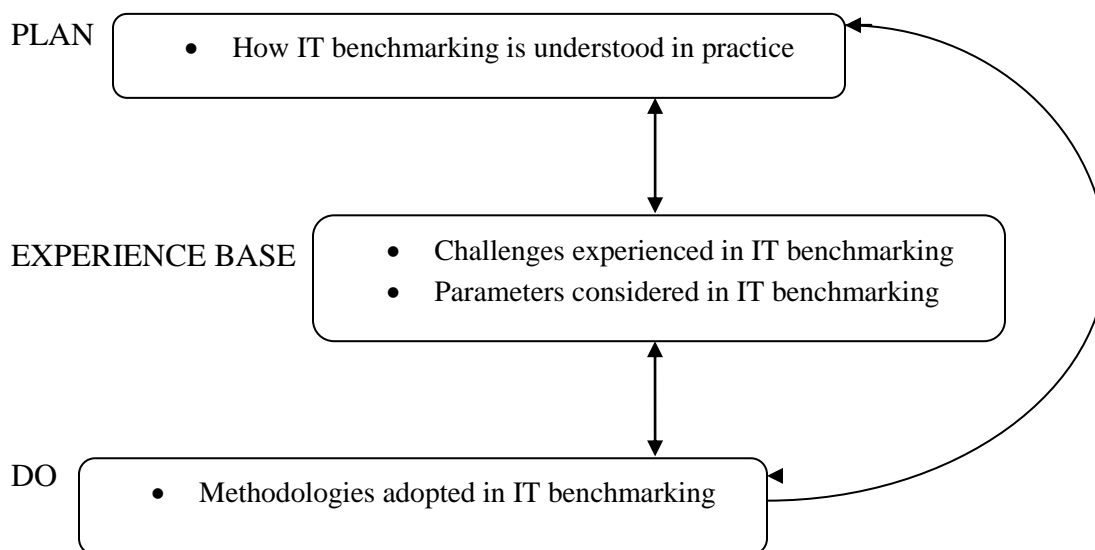 PLAN
• How IT benchmarking is understood in practice
EXPERIENCE BASE
• Challenges experienced in IT benchmarking
• Parameters considered in IT benchmarking
DO
• Methodologies adopted in IT benchmarking